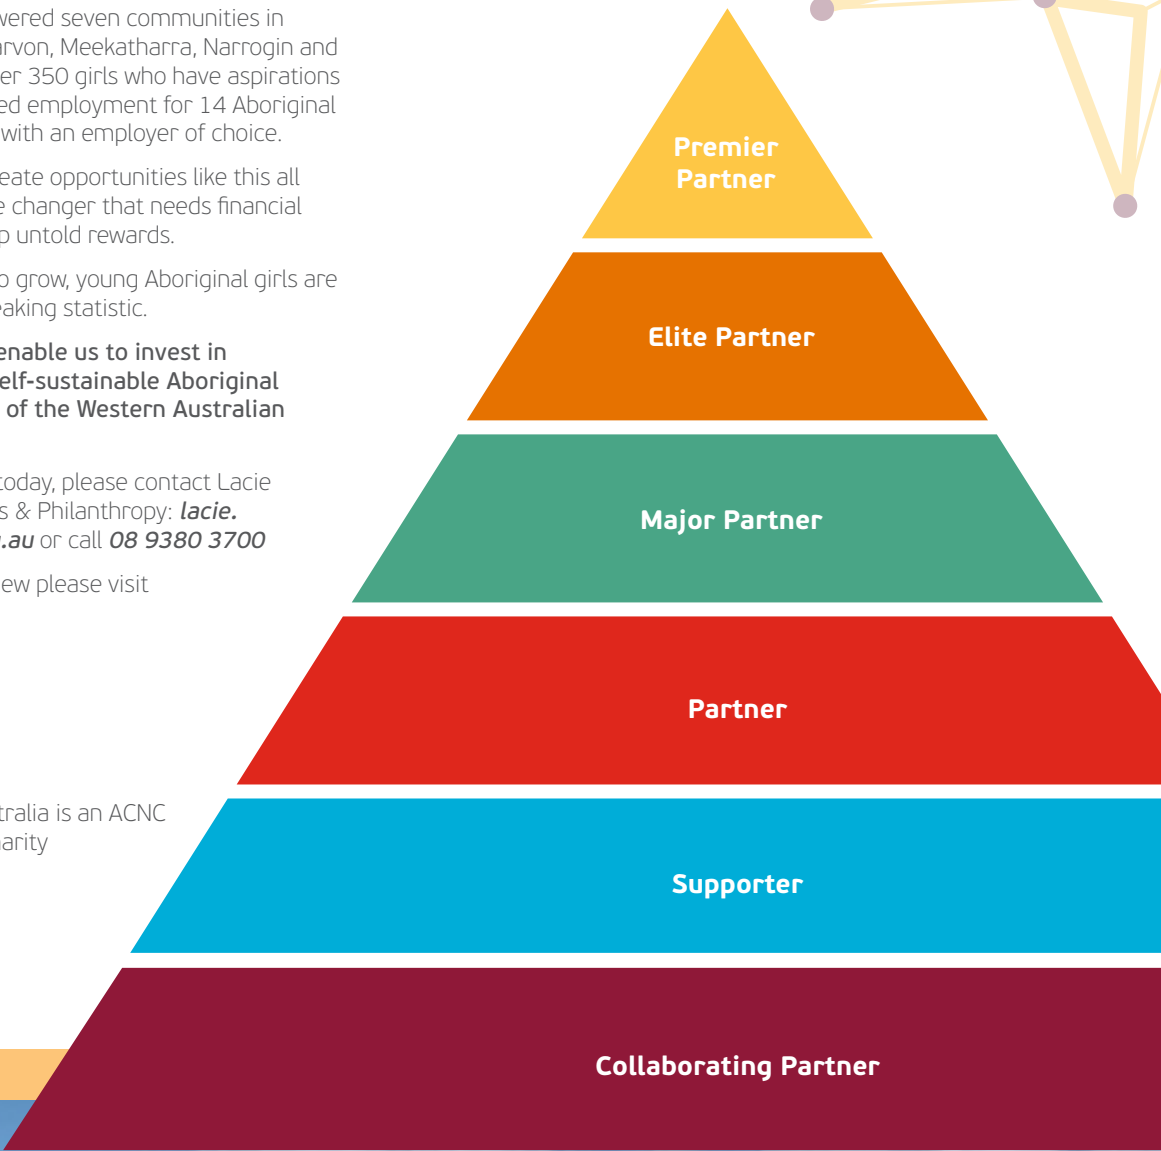 wered seven communities in
arvon, Meekatharra, Narrogin and
er 350 girls who have aspirations
ed employment for 14 Aboriginal
with an employer of choice.
eate opportunities like this all
e changer that needs financial
p untold rewards.
o grow, young Aboriginal girls are
eaking statistic.
enable us to invest in
elf-sustainable Aboriginal
of the Western Australian
today, please contact Lacie
s & Philanthropy: lacie.
.au or call 08 9380 3700
ew please visit
tralia is an ACNC
arity
Premier
Partner
Elite Partner
Major Partner
Partner
Supporter
Collaborating Partner